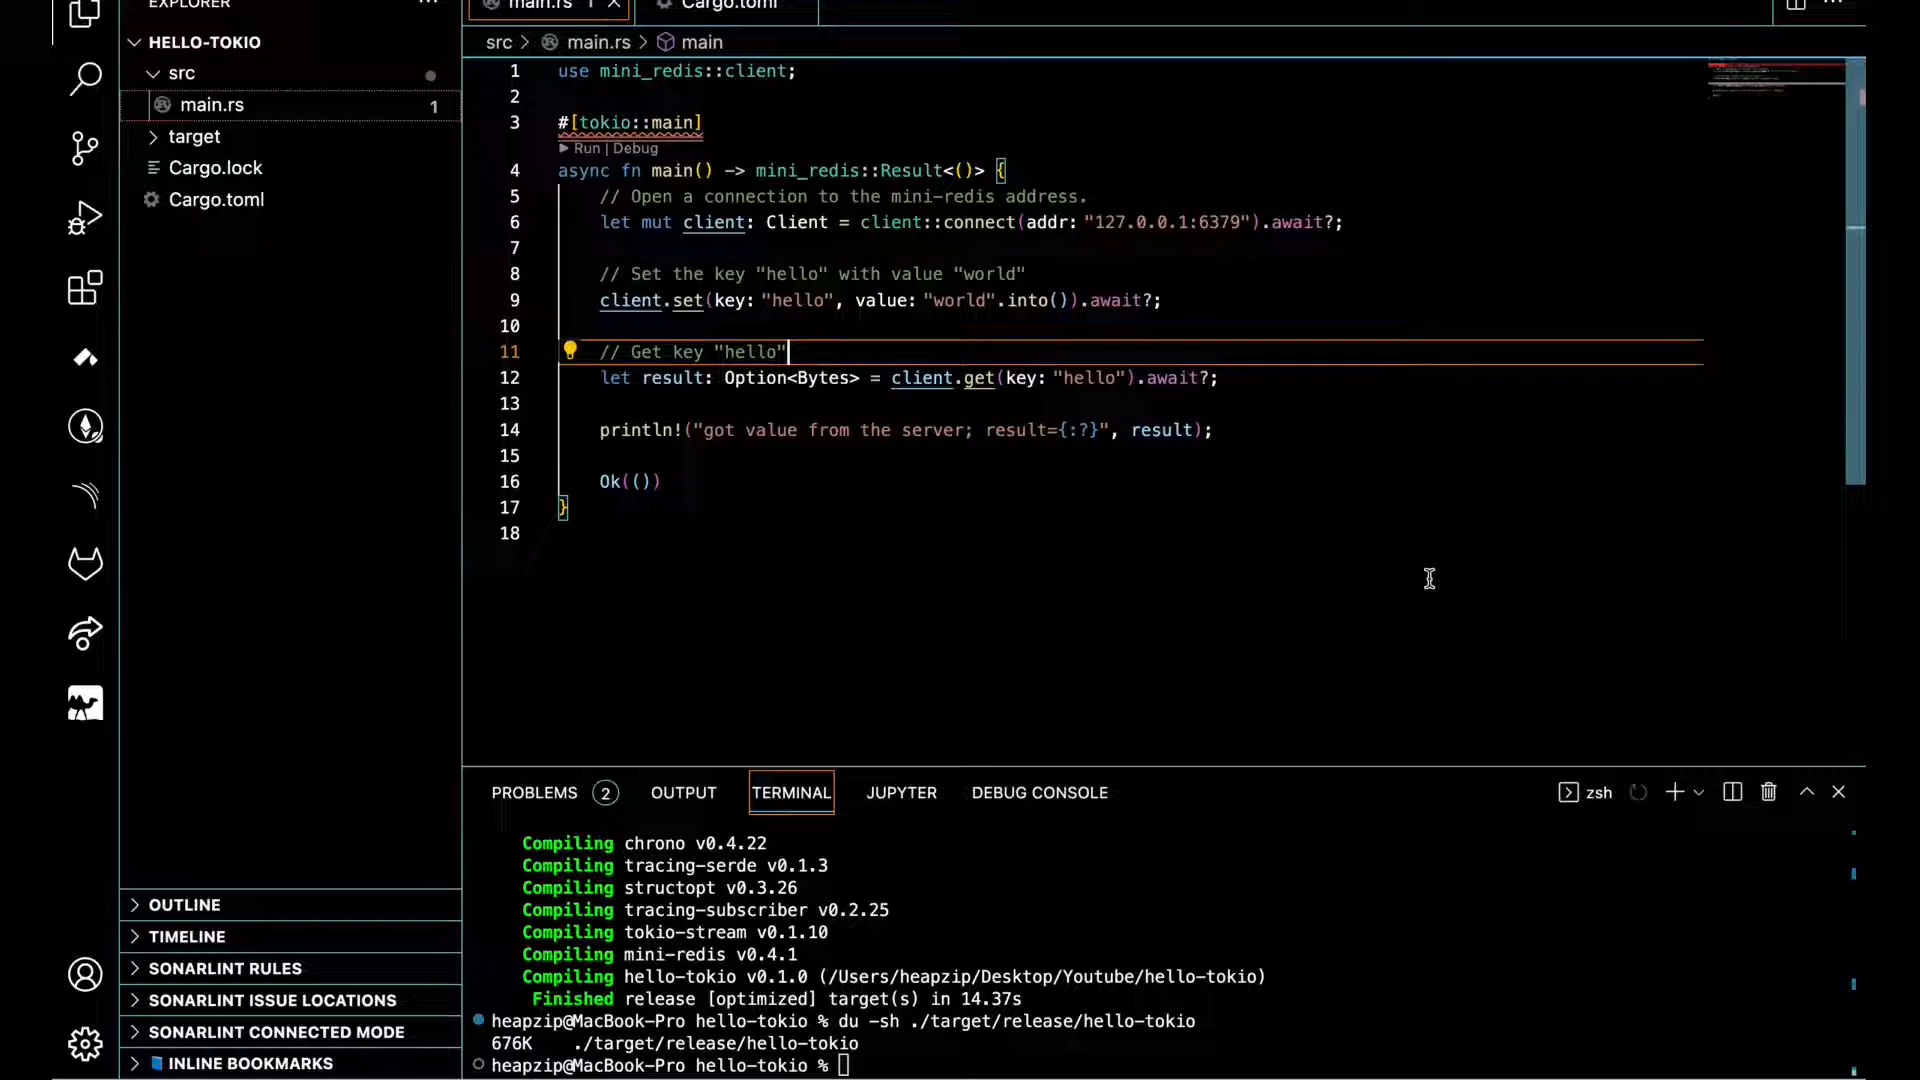 EXPLORER
HELLO-TOKIO
src
main.rs 1
target
Cargo.lock
Cargo.toml
OUTLINE
TIMELINE
SONARLINT RULES
SONARLINT ISSUE LOCATIONS
SONARLINT CONNECTED MODE
INLINE BOOKMARKS
main.rs 1 Cargo.toml
src > main.rs > main
1 use mini_redis::client;
2
3 #[tokio::main]
▶ Run | Debug
4 async fn main() -> mini_redis::Result<()> {
5 // Open a connection to the mini-redis address.
6 let mut client: Client = client::connect(addr: "127.0.0.1:6379").await?;
7
8 // Set the key "hello" with value "world"
9 client.set(key: "hello", value: "world".into()).await?;
10
11 // Get key "hello"
12 let result: Option<Bytes> = client.get(key: "hello").await?;
13
14 println!("got value from the server; result={:?}", result);
15
16 Ok(())
17 }
18
PROBLEMS 2 OUTPUT TERMINAL JUPYTER DEBUG CONSOLE zsh
Compiling chrono v0.4.22
Compiling tracing-serde v0.1.3
Compiling structopt v0.3.26
Compiling tracing-subscriber v0.2.25
Compiling tokio-stream v0.1.10
Compiling mini-redis v0.4.1
Compiling hello-tokio v0.1.0 (/Users/heapzip/Desktop/Youtube/hello-tokio)
Finished release [optimized] target(s) in 14.37s
heapzip@MacBook-Pro hello-tokio % du -sh ./target/release/hello-tokio
676K ./target/release/hello-tokio
heapzip@MacBook-Pro hello-tokio %